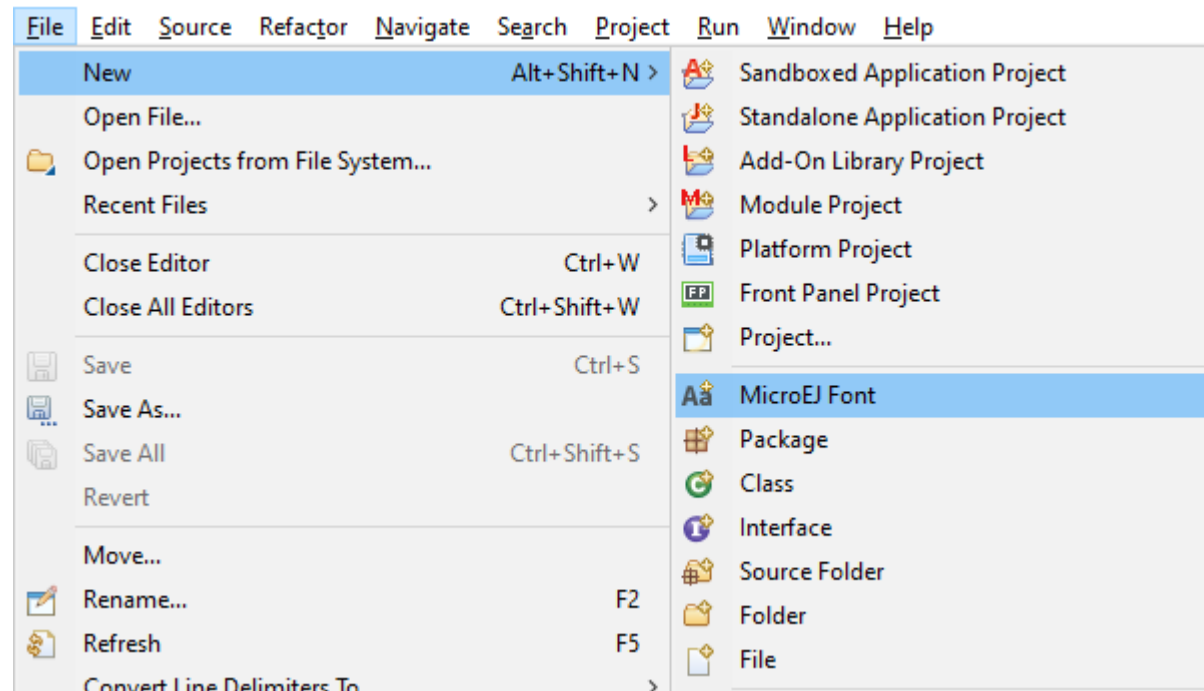 File Edit Source Refactor Navigate Search Project Run Window Help
New Alt+Shift+N >
Open File...
Open Projects from File System...
Recent Files >
Close Editor Ctrl+W
Close All Editors Ctrl+Shift+W
Save Ctrl+S
Save As...
Save All Ctrl+Shift+S
Revert
Move...
Rename... F2
Refresh F5
Convert Line Delimiters To >
Sandboxed Application Project
Standalone Application Project
Add-On Library Project
Module Project
Platform Project
FP Front Panel Project
Project...
Aa MicroEJ Font
Package
Class
Interface
Source Folder
Folder
File